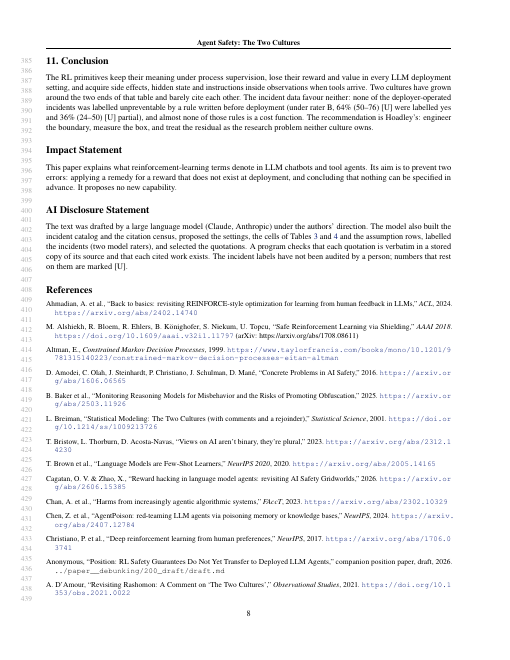 Agent Safety: The Two Cultures
385
386
387
388
389
390
391
392
393
394
395
396
397
398
399
400
401
402
403
404
405
406
407
408
409
410
411
412
413
414
415
416
417
418
419
420
421
422
423
424
425
426
427
428
429
430
431
432
433
434
435
436
437
438
439
11. Conclusion
The RL primitives keep their meaning under process supervision, lose their reward and value in every LLM deployment
setting, and acquire side effects, hidden state and instructions inside observations when tools arrive. Two cultures have grown
around the two ends of that table and barely cite each other. The incident data favour neither: none of the deployer-operated
incidents was labelled unpreventable by a rule written before deployment (under rater B, 64% (50–76) [U] were labelled yes
and 36% (24–50) [U] partial), and almost none of those rules is a cost function. The recommendation is Hoadley's: engineer
the boundary, measure the box, and treat the residual as the research problem neither culture owns.
Impact Statement
This paper explains what reinforcement-learning terms denote in LLM chatbots and tool agents. Its aim is to prevent two
errors: applying a remedy for a reward that does not exist at deployment, and concluding that nothing can be specified in
advance. It proposes no new capability.
AI Disclosure Statement
The text was drafted by a large language model (Claude, Anthropic) under the authors' direction. The model also built the
incident catalog and the citation census, proposed the settings, the cells of Tables 3 and 4 and the assumption rows, labelled
the incidents (two model raters), and selected the quotations. A program checks that each quotation is verbatim in a stored
copy of its source and that each cited work exists. The incident labels have not been audited by a person; numbers that rest
on them are marked [U].
References
Ahmadian, A. et al., “Back to basics: revisiting REINFORCE-style optimization for learning from human feedback in LLMs,” ACL, 2024.
https://arxiv.org/abs/2402.14740
M. Alshiekh, R. Bloem, R. Ehlers, B. Könighofer, S. Niekum, U. Topcu, “Safe Reinforcement Learning via Shielding,” AAAI 2018.
https://doi.org/10.1609/aaai.v32i1.11797 (arXiv: https://arxiv.org/abs/1708.08611)
Altman, E., Constrained Markov Decision Processes, 1999. https://www.taylorfrancis.com/books/mono/10.1201/9
781315140223/constrained-markov-decision-processes-eitan-altman
D. Amodei, C. Olah, J. Steinhardt, P. Christiano, J. Schulman, D. Mané, “Concrete Problems in AI Safety,” 2016. https://arxiv.or
g/abs/1606.06565
B. Baker et al., “Monitoring Reasoning Models for Misbehavior and the Risks of Promoting Obfuscation,” 2025. https://arxiv.or
g/abs/2503.11926
L. Breiman, “Statistical Modeling: The Two Cultures (with comments and a rejoinder),” Statistical Science, 2001. https://doi.or
g/10.1214/ss/1009213726
T. Bristow, L. Thorburn, D. Acosta-Navas, “Views on AI aren't binary, they're plural,” 2023. https://arxiv.org/abs/2312.1
4230
T. Brown et al., “Language Models are Few-Shot Learners,” NeurIPS 2020, 2020. https://arxiv.org/abs/2005.14165
Cagatan, O. V. & Zhao, X., “Reward hacking in language model agents: revisiting AI Safety Gridworlds,” 2026. https://arxiv.or
g/abs/2606.15385
Chan, A. et al., “Harms from increasingly agentic algorithmic systems,” FAccT, 2023. https://arxiv.org/abs/2302.10329
Chen, Z. et al., “AgentPoison: red-teaming LLM agents via poisoning memory or knowledge bases,” NeurIPS, 2024. https://arxiv.
org/abs/2407.12784
Christiano, P. et al., “Deep reinforcement learning from human preferences,” NeurIPS, 2017. https://arxiv.org/abs/1706.0
3741
Anonymous, “Position: RL Safety Guarantees Do Not Yet Transfer to Deployed LLM Agents,” companion position paper, draft, 2026.
../paper__debunking/200_draft/draft.md
A. D'Amour, “Revisiting Rashomon: A Comment on ‘The Two Cultures’,” Observational Studies, 2021. https://doi.org/10.1
353/obs.2021.0022
8